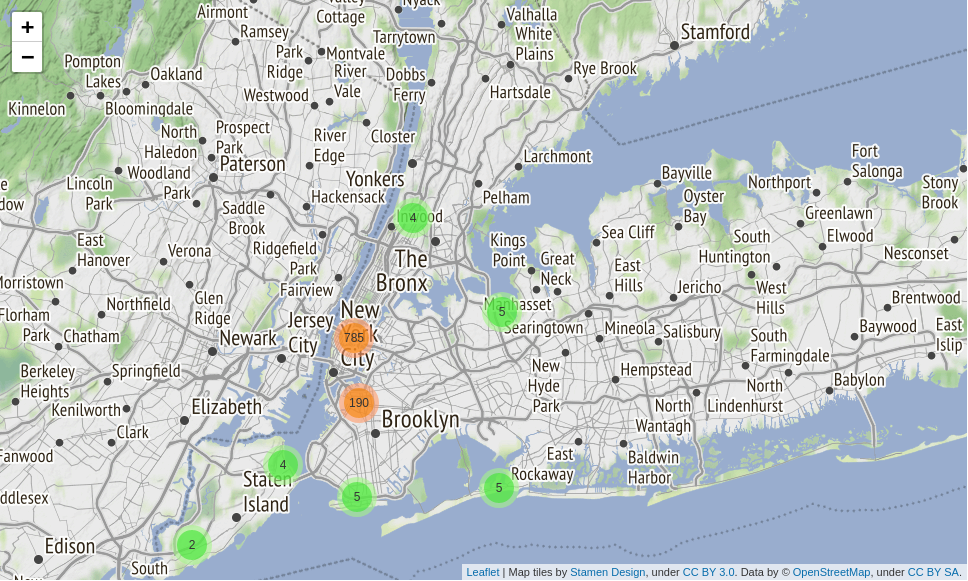 +
−
Airmont
Valley
Cottage
Nyack
Valhalla
Ramsey
Tarrytown
White
Plains
Stamford
Park
Ridge
Montvale
Pompton
Lakes
Oakland
River
Vale
Dobbs
Ferry
Rye Brook
Kinnelon
Bloomingdale
Westwood
Hartsdale
North
Haledon
Prospect
Park
River
Edge
Closter
Paterson
Woodland
Park
Lincoln
Park
Yonkers
Larchmont
Fort
Salonga
Bayville
Northport
Stony
Brook
Hackensack
Pelham
Oyster
Bay
Saddle
Brook
Inwood
4
Greenlawn
Elwood
Sea Cliff
South
Huntington
East
Hanover
Verona
Ridgefield
Park
Kings
Point
Great
Neck
Nesconset
The
Bronx
East
Hills
Morristown
Fairview
Jericho
West
Hills
Northfield
Glen
Ridge
Manhasset
5
Brentwood
Florham
Park
Chatham
New
York
City
785
Jersey
City
Searingtown
Mineola
Salisbury
Baywood
East
Islip
Newark
South
Farmingdale
Berkeley
Heights
Springfield
New
Hyde
Park
Hempstead
North
Lindenhurst
Babylon
Kenilworth
Elizabeth
190
Brooklyn
North
Wantagh
Clark
Fanwood
East
Rockaway
Baldwin
Harbor
4
Staten
Island
5
5
Edison
2
South
Leaflet | Map tiles by Stamen Design, under CC BY 3.0. Data by © OpenStreetMap, under CC BY SA.